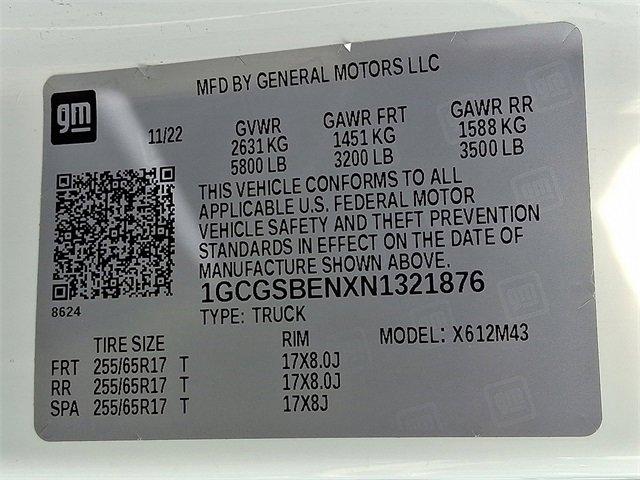 MFD BY GENERAL MOTORS LLC
gm
11/22
GVWR GAWR FRT GAWR RR
2631 KG 1451 KG 1588 KG
5800 LB 3200 LB 3500 LB
THIS VEHICLE CONFORMS TO ALL
APPLICABLE U.S. FEDERAL MOTOR
VEHICLE SAFETY AND THEFT PREVENTION
STANDARDS IN EFFECT ON THE DATE OF
MANUFACTURE SHOWN ABOVE.
1GCGSBENXN1321876
8624
TYPE: TRUCK
TIRE SIZE RIM MODEL: X612M43
FRT 255/65R17 T 17X8.0J
RR 255/65R17 T 17X8.0J
SPA 255/65R17 T 17X8J